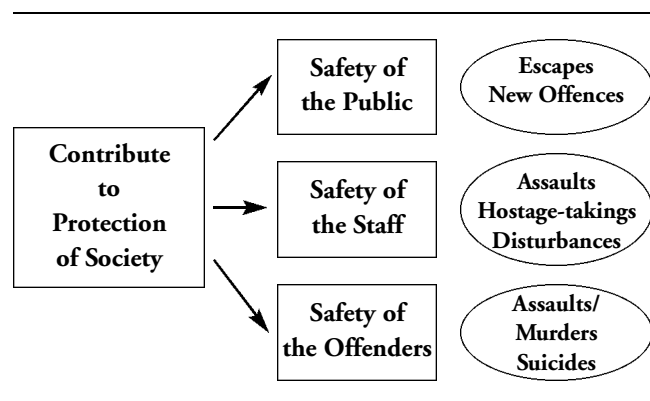 Contribute
to
Protection
of Society
Safety of
the Public
Escapes
New Offences
Safety of
the Staff
Assaults
Hostage-takings
Disturbances
Safety of
the Offenders
Assaults/
Murders
Suicides